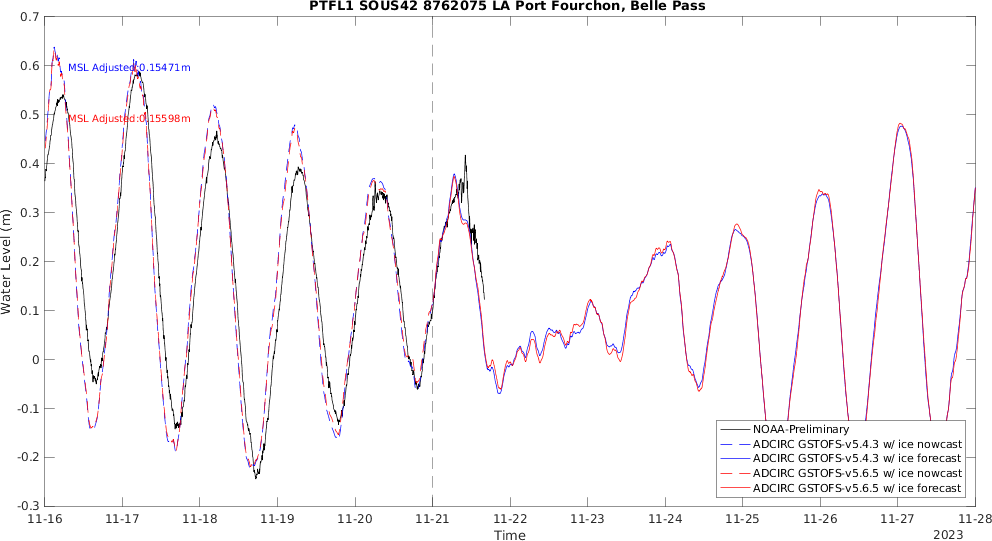 PTFL1 SOUS42 8762075 LA Port Fourchon, Belle Pass
0.7
0.6
0.5
0.4
0.3
0.2
0.1
0
-0.1
-0.2
-0.3
Water Level (m)
MSL Adjusted:0.15471m
MSL Adjusted:0.15598m
NOAA-Preliminary
ADCIRC GSTOFS-v5.4.3 w/ ice nowcast
ADCIRC GSTOFS-v5.4.3 w/ ice forecast
ADCIRC GSTOFS-v5.6.5 w/ ice nowcast
ADCIRC GSTOFS-v5.6.5 w/ ice forecast
11-16 11-17 11-18 11-19 11-20 11-21 11-22 11-23 11-24 11-25 11-26 11-27 11-28
Time
2023